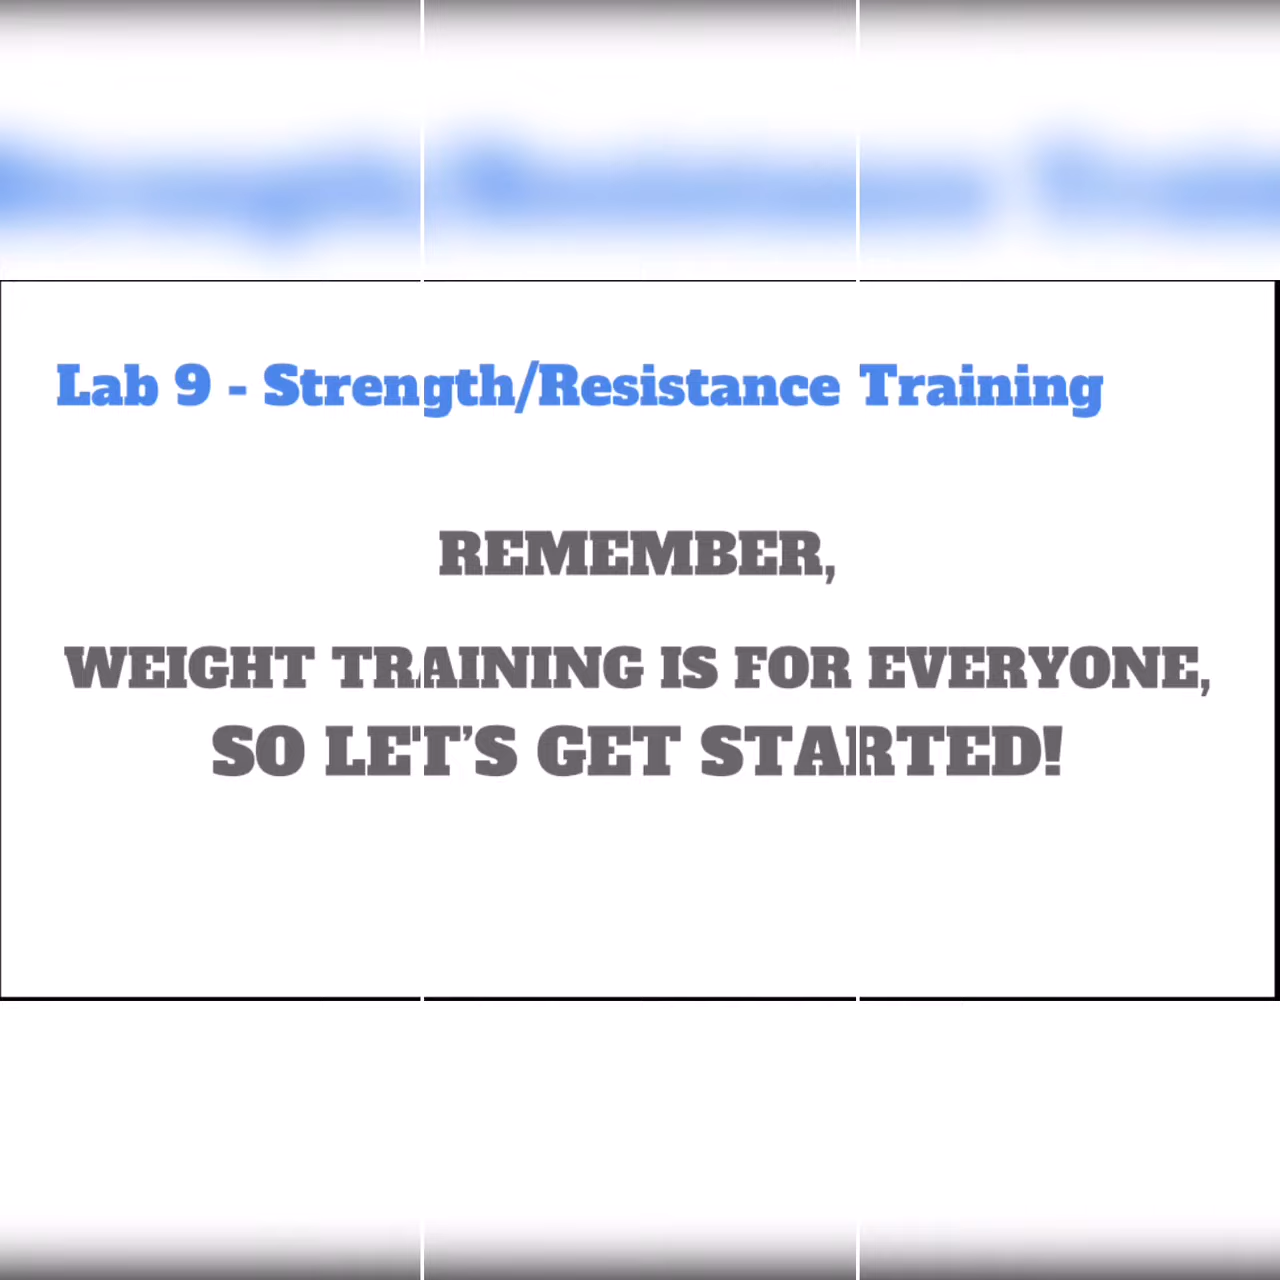 Lab 9 - Strength/Resistance Training
REMEMBER,
WEIGHT TRAINING IS FOR EVERYONE,
SO LET’S GET STARTED!